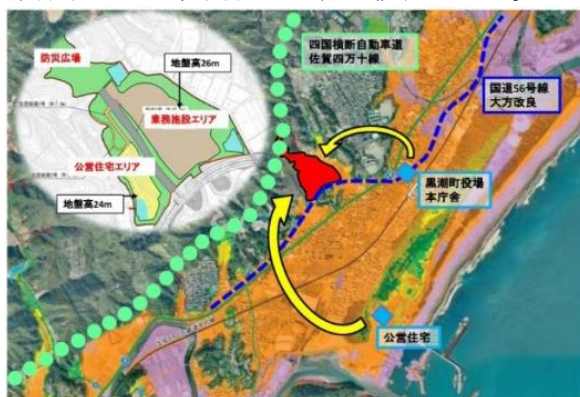 防災広場
地盤高26m
業務施設エリア
公営住宅エリア
地盤高24m
四国横断自動車道
佐賀四万十線
国道56号線
大方改良
黒潮町役場
本庁舎
公営住宅